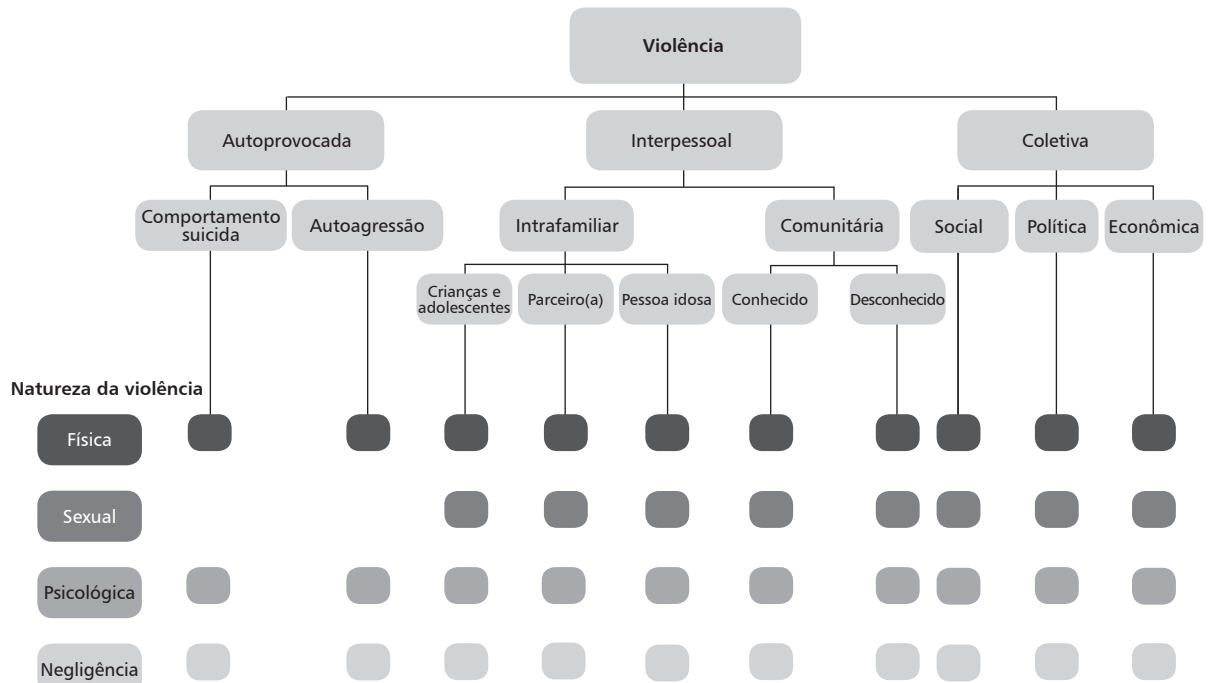 Violência
Autoprovocada
Interpessoal
Coletiva
Comportamento
suicida
Autoagressão
Intrafamiliar
Comunitária
Social
Política
Econômica
Crianças e
adolescentes
Parceiro(a)
Pessoa idosa
Conhecido
Desconhecido
Natureza da violência
Física
Sexual
Psicológica
Negligência